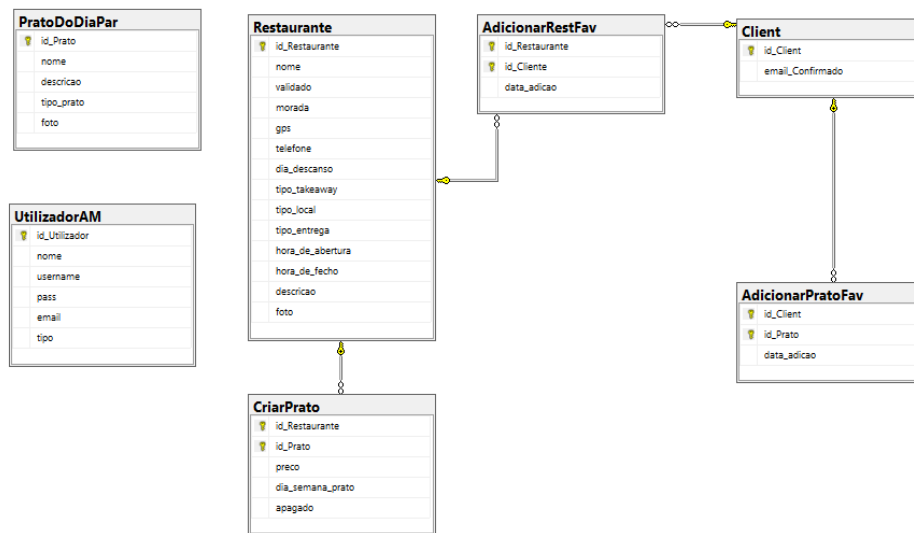 PratoDoDiaPar
id_Prato
nome
descricao
tipo_prato
foto
UtilizadorAM
id_Utilizador
nome
username
pass
email
tipo
Restaurante
id_Restaurante
nome
validado
morada
gps
telefone
dia_descanso
tipo_takeaway
tipo_local
tipo_entrega
hora_de_abertura
hora_de_fecho
descricao
foto
CriarPrato
id_Restaurante
id_Prato
preco
dia_semana_prato
apagado
AdicionarRestFav
id_Restaurante
id_Cliente
data_adicao
Client
id_Client
email_Confirmado
AdicionarPratoFav
id_Client
id_Prato
data_adicao